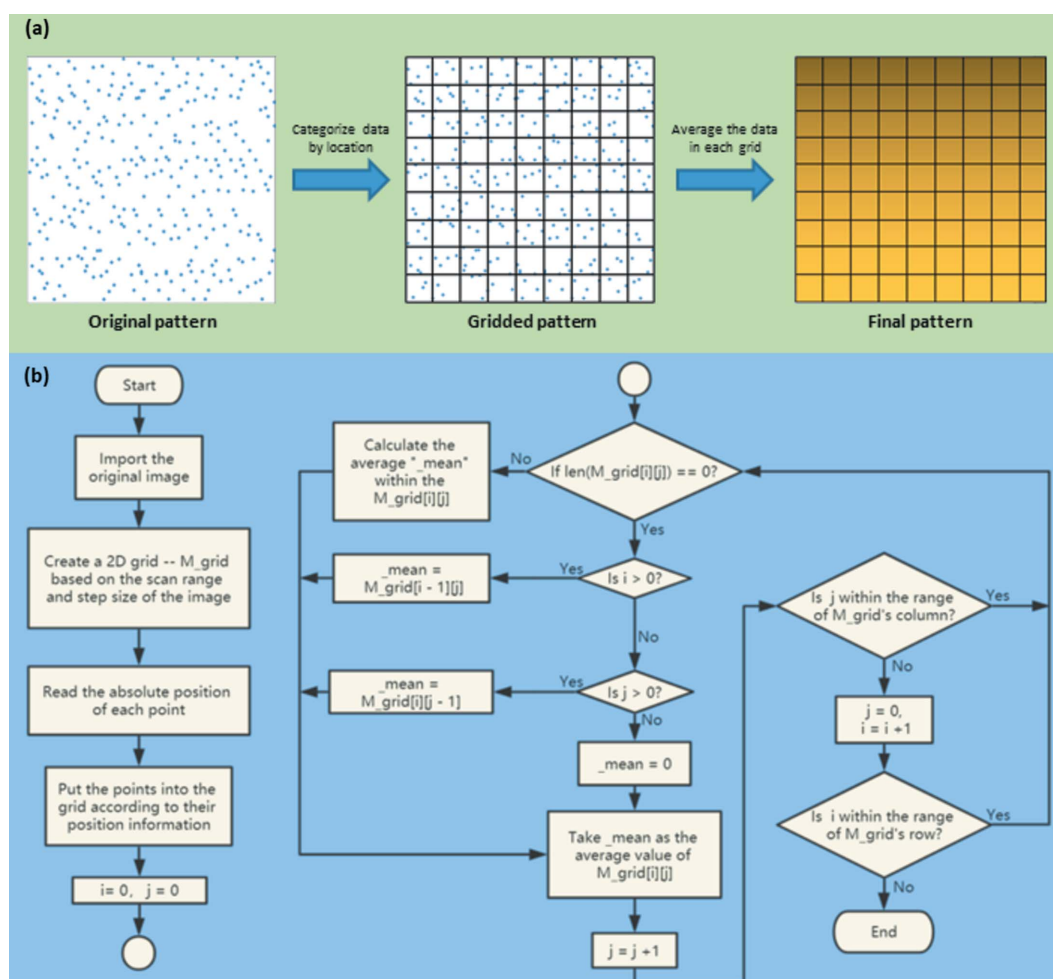 (a)
Categorize data
by location
Average the data
in each grid
Original pattern
Gridded pattern
Final pattern
(b)
Start
Import the
original image
Create a 2D grid -- M_grid
based on the scan range
and step size of the image
Read the absolute position
of each point
Put the points into the
grid according to their
position information
i= 0, j = 0
If len(M_grid[i][j]) == 0?
No
Calculate the
average "_mean"
within the
M_grid[i][j]
Yes
Is i > 0?
Yes
_mean =
M_grid[i - 1][j]
No
Is j > 0?
Yes
_mean =
M_grid[i][j - 1]
No
_mean = 0
Take _mean as the
average value of
M_grid[i][j]
j = j +1
Is j within the range
of M_grid's column?
Yes
No
j = 0,
i = i +1
Is i within the range
of M_grid's row?
Yes
No
End